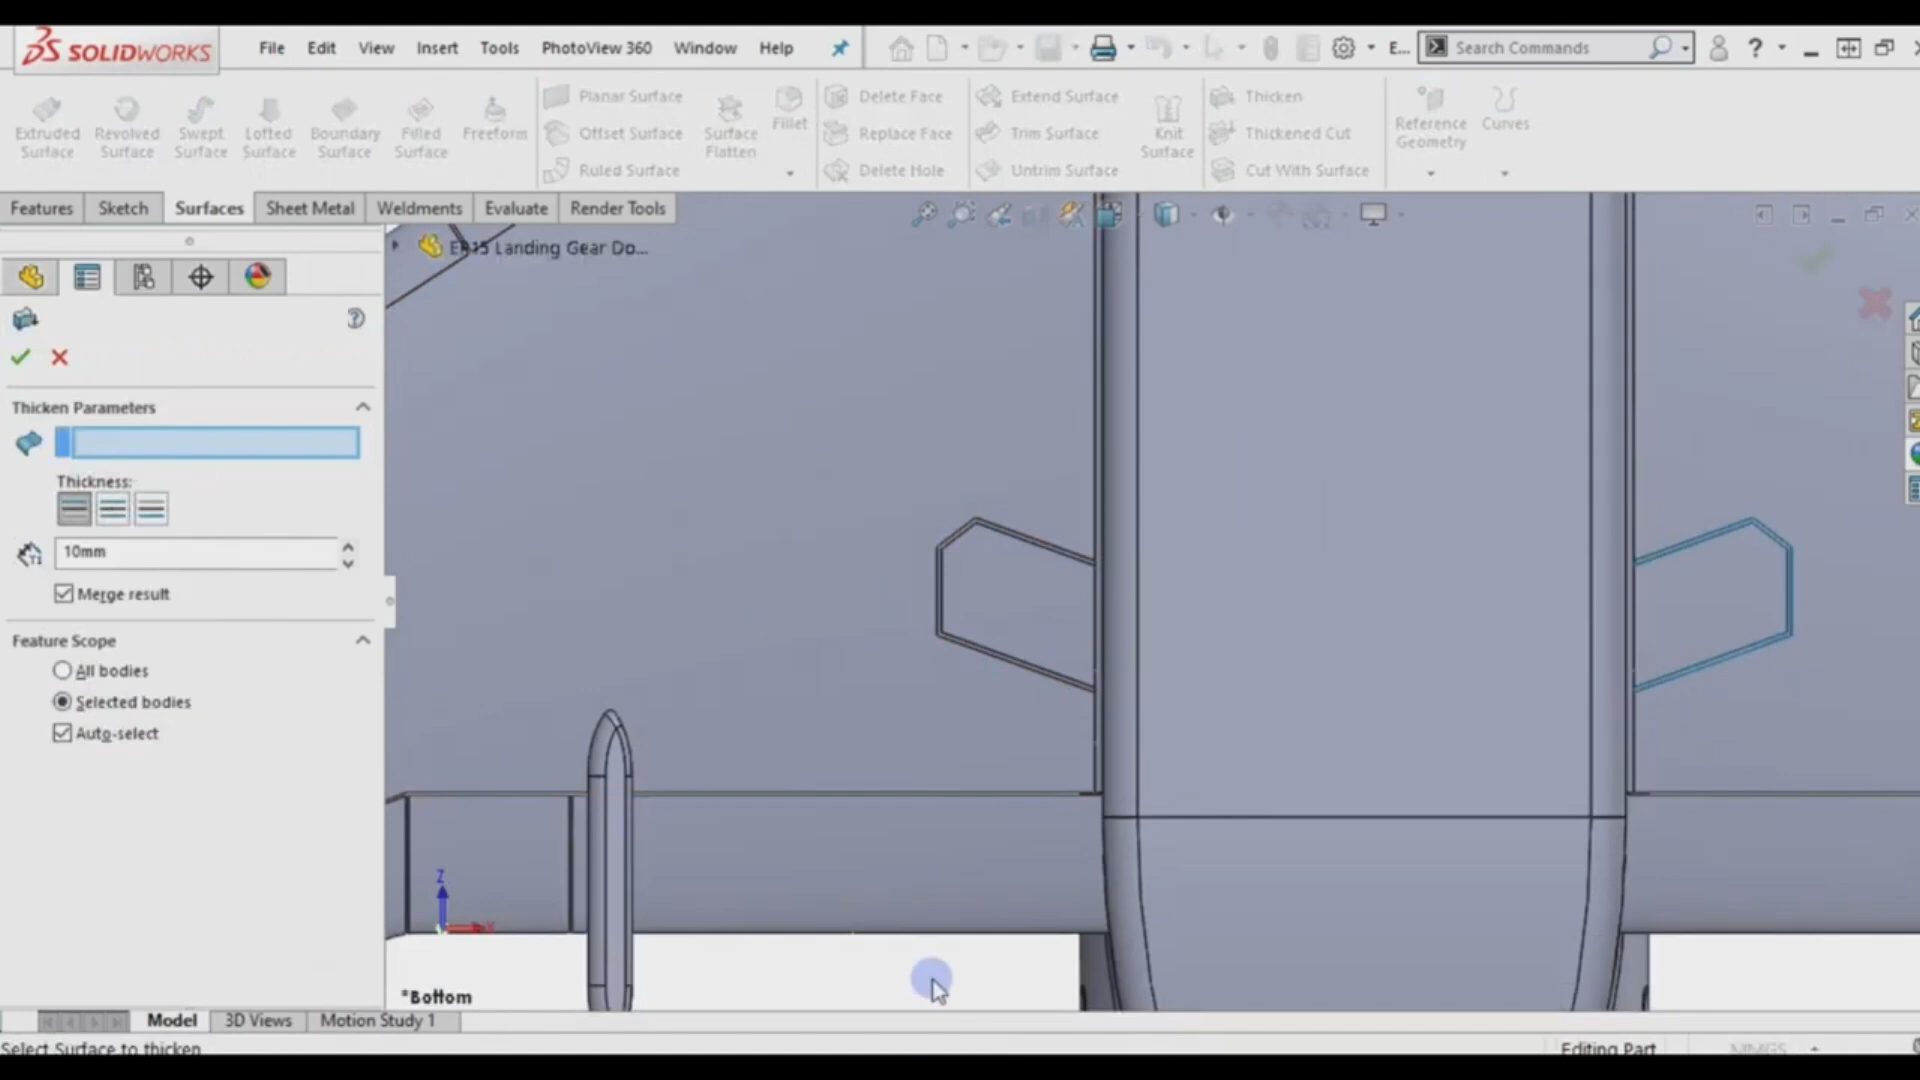 SOLIDWORKS
File Edit View Insert Tools PhotoView 360 Window Help
E... Search Commands
Extruded Surface
Revolved Surface
Swept Surface
Lofted Surface
Boundary Surface
Filled Surface
Freeform
Planar Surface
Offset Surface
Ruled Surface
Surface Flatten
Fillet
Delete Face
Replace Face
Delete Hole
Extend Surface
Trim Surface
Untrim Surface
Knit Surface
Thicken
Thickened Cut
Cut With Surface
Reference Geometry
Curves
Features Sketch Surfaces Sheet Metal Weldments Evaluate Render Tools
Landing Gear Do...
Thicken Parameters
Thickness:
10mm
Merge result
Feature Scope
All bodies
Selected bodies
Auto-select
Z
X
*Bottom
Model 3D Views Motion Study 1
Select Surface to thicken
Editing Part
MMGS